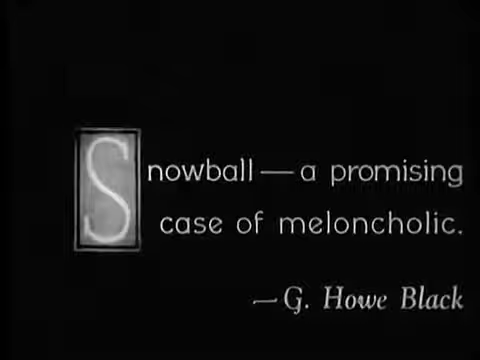 Snowball — a promising
case of meloncholic.
— G. Howe Black